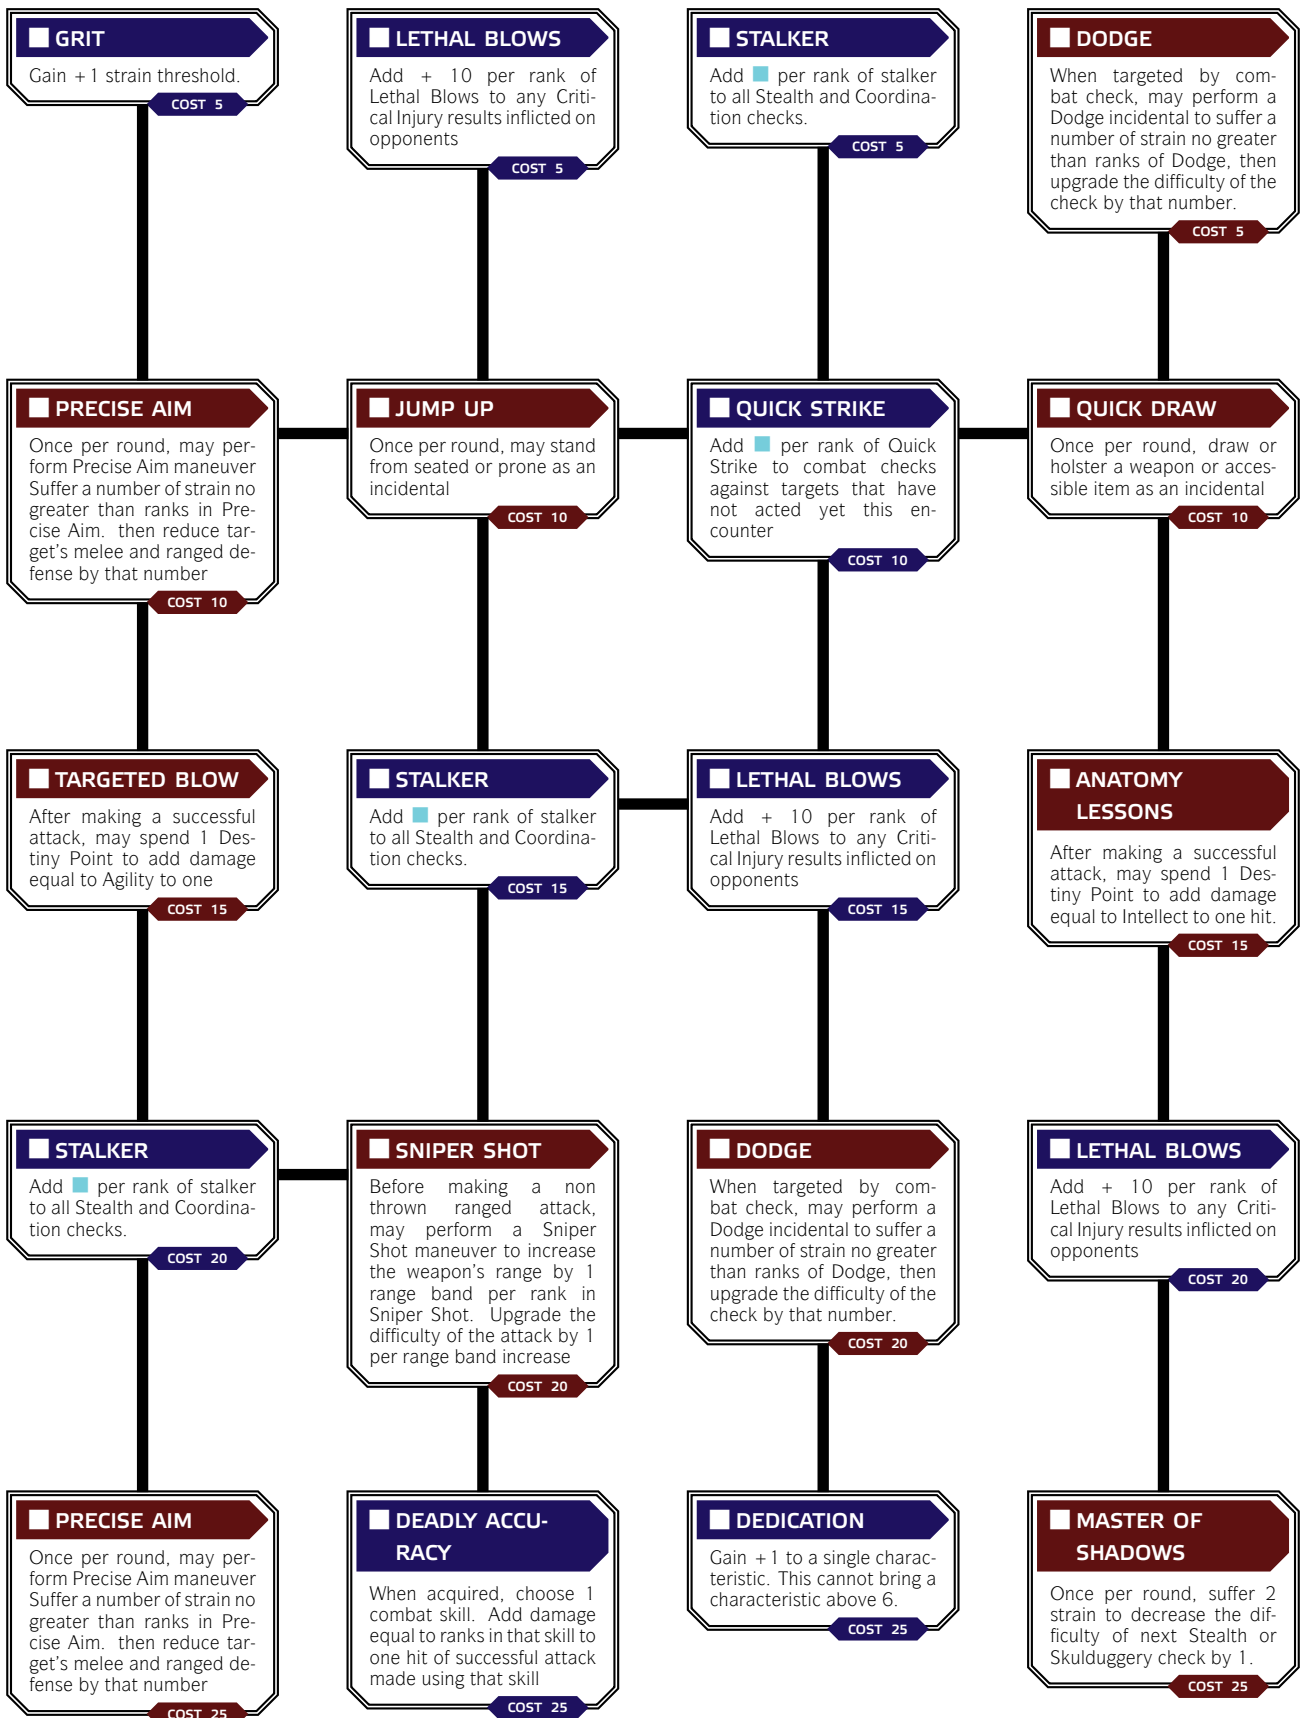 GRIT
Gain +1 strain threshold.
COST 5
LETHAL BLOWS
Add + 10 per rank of
Lethal Blows to any Criti-
cal Injury results inflicted on
opponents
COST 5
STALKER
Add per rank of stalker
to all Stealth and Coordina-
tion checks.
COST 5
DODGE
When targeted by com-
bat check, may perform a
Dodge incidental to suffer a
number of strain no greater
than ranks of Dodge, then
upgrade the difficulty of the
check by that number.
COST 5
PRECISE AIM
Once per round, may per-
form Precise Aim maneuver
Suffer a number of strain no
greater than ranks in Pre-
cise Aim. then reduce tar-
get's melee and ranged de-
fense by that number
COST 10
JUMP UP
Once per round, may stand
from seated or prone as an
incidental
COST 10
QUICK STRIKE
Add per rank of Quick
Strike to combat checks
against targets that have
not acted yet this en-
counter
COST 10
QUICK DRAW
Once per round, draw or
holster a weapon or acces-
sible item as an incidental
COST 10
TARGETED BLOW
After making a successful
attack, may spend 1 Des-
tiny Point to add damage
equal to Agility to one
COST 15
STALKER
Add per rank of stalker
to all Stealth and Coordina-
tion checks.
COST 15
LETHAL BLOWS
Add + 10 per rank of
Lethal Blows to any Criti-
cal Injury results inflicted on
opponents
COST 15
ANATOMY
LESSONS
After making a successful
attack, may spend 1 Des-
tiny Point to add damage
equal to Intellect to one hit.
COST 15
STALKER
Add per rank of stalker
to all Stealth and Coordina-
tion checks.
COST 20
SNIPER SHOT
Before making a non
thrown ranged attack,
may perform a Sniper
Shot maneuver to increase
the weapon's range by 1
range band per rank in
Sniper Shot. Upgrade the
difficulty of the attack by 1
per range band increase
COST 20
DODGE
When targeted by com-
bat check, may perform a
Dodge incidental to suffer a
number of strain no greater
than ranks of Dodge, then
upgrade the difficulty of the
check by that number.
COST 20
LETHAL BLOWS
Add + 10 per rank of
Lethal Blows to any Criti-
cal Injury results inflicted on
opponents
COST 20
PRECISE AIM
Once per round, may per-
form Precise Aim maneuver
Suffer a number of strain no
greater than ranks in Pre-
cise Aim. then reduce tar-
get's melee and ranged de-
fense by that number
COST 25
DEADLY ACCU-
RACY
When acquired, choose 1
combat skill. Add damage
equal to ranks in that skill to
one hit of successful attack
made using that skill
COST 25
DEDICATION
Gain +1 to a single charac-
teristic. This cannot bring a
characteristic above 6.
COST 25
MASTER OF
SHADOWS
Once per round, suffer 2
strain to decrease the dif-
ficulty of next Stealth or
Skulduggery check by 1.
COST 25